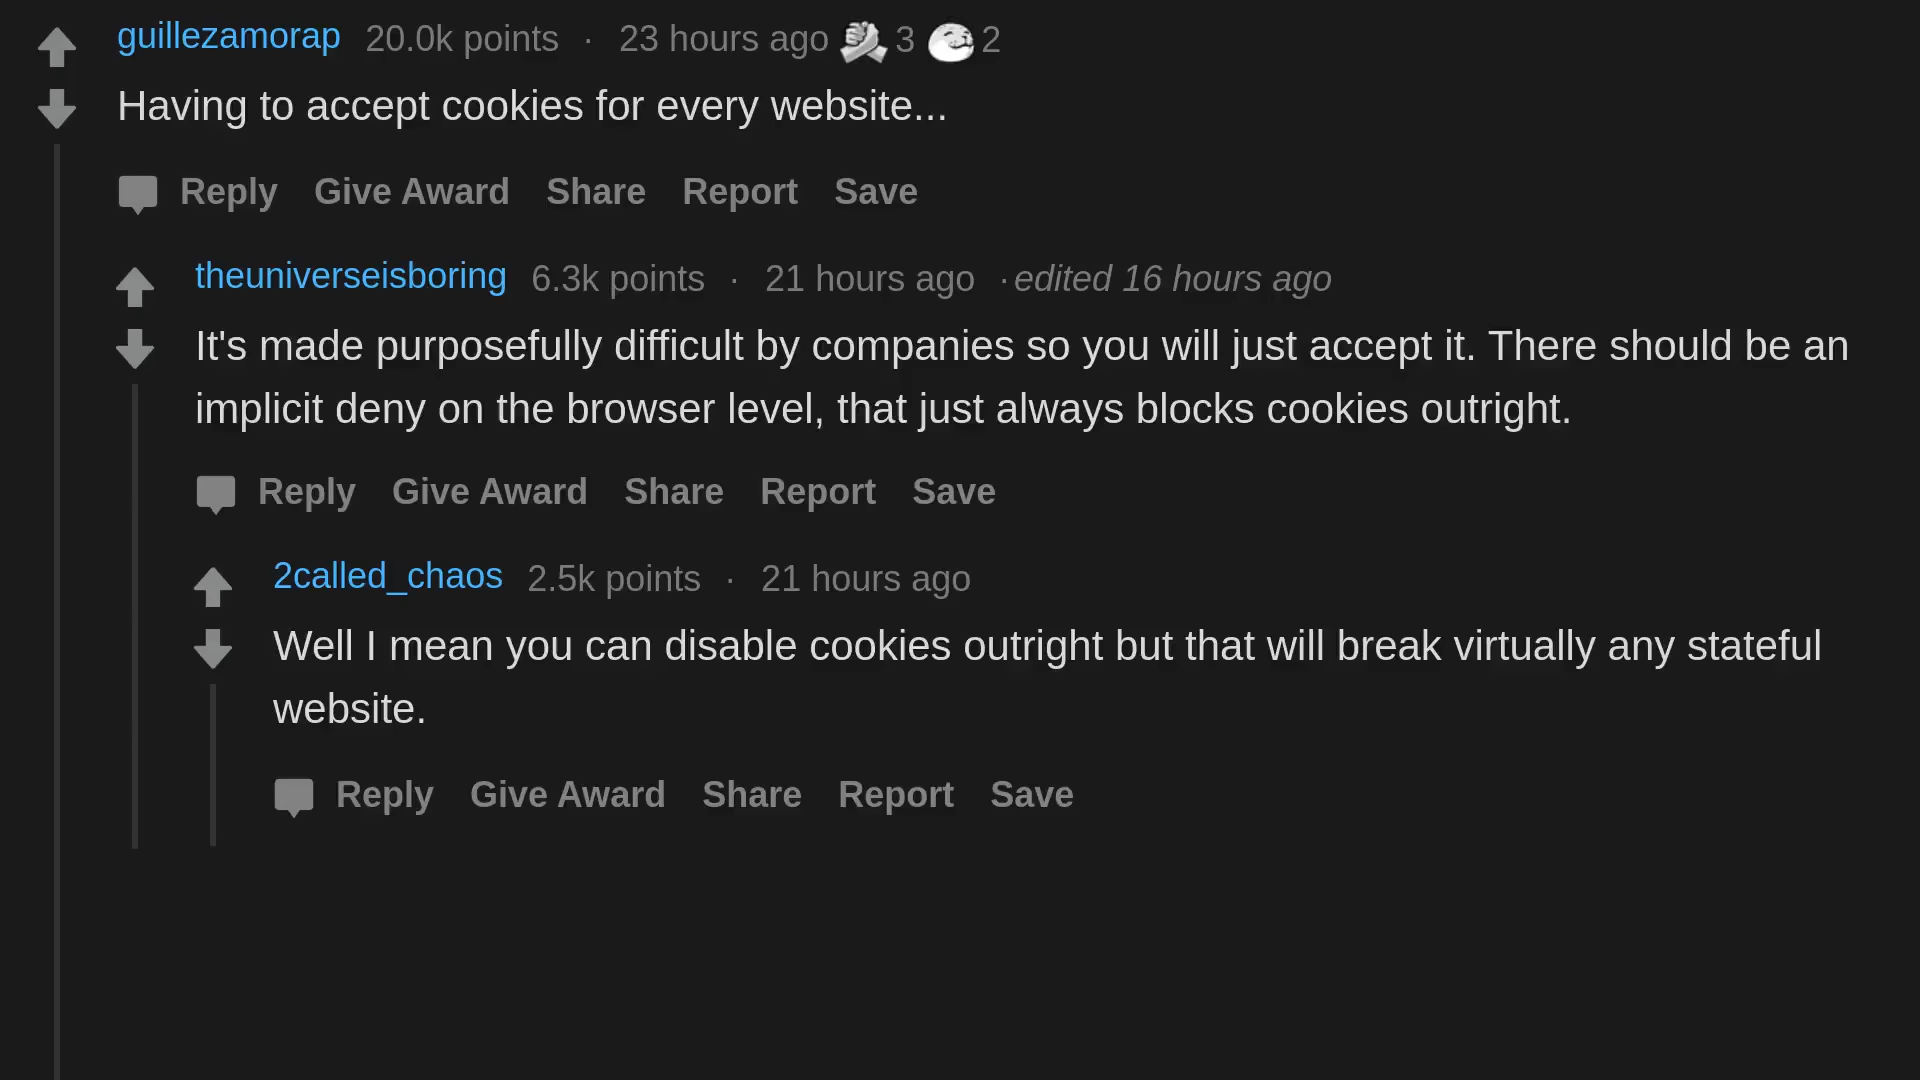 guillezamorap 20.0k points · 23 hours ago 3 2
Having to accept cookies for every website...
Reply Give Award Share Report Save
theuniverseisboring 6.3k points · 21 hours ago · edited 16 hours ago
It's made purposefully difficult by companies so you will just accept it. There should be an
implicit deny on the browser level, that just always blocks cookies outright.
Reply Give Award Share Report Save
2called_chaos 2.5k points · 21 hours ago
Well I mean you can disable cookies outright but that will break virtually any stateful
website.
Reply Give Award Share Report Save